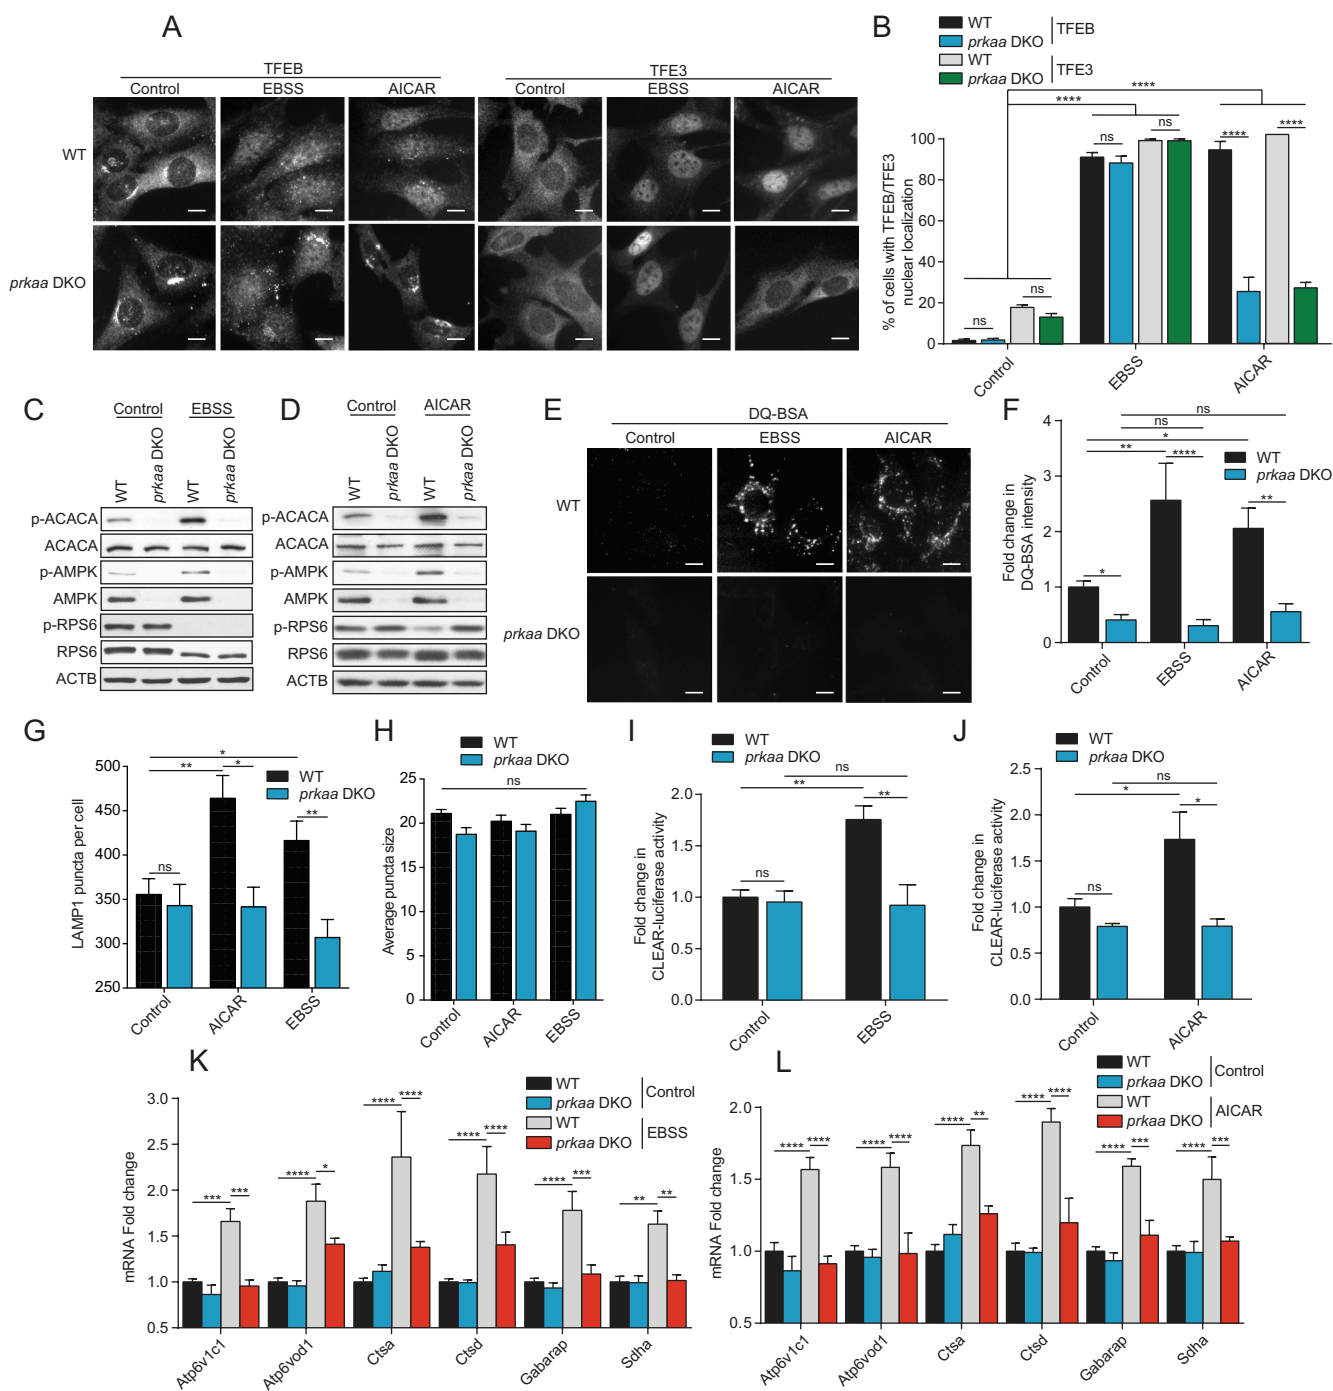 A
TFEB
TFE3
Control
EBSS
AICAR
Control
EBSS
AICAR
WT
prkaa DKO
B
WT
prkaa DKO
TFEB
WT
prkaa DKO
TFE3
% of cells with TFEB/TFE3
nuclear localization
100
80
60
40
20
0
ns
ns
****
ns
ns
****
****
****
Control
EBSS
AICAR
C
Control
EBSS
WT
prkaa DKO
WT
prkaa DKO
p-ACACA
ACACA
p-AMPK
AMPK
p-RPS6
RPS6
ACTB
D
Control
AICAR
WT
prkaa DKO
WT
prkaa DKO
p-ACACA
ACACA
p-AMPK
AMPK
p-RPS6
RPS6
ACTB
E
DQ-BSA
Control
EBSS
AICAR
WT
prkaa DKO
F
Fold change in
DQ-BSA intensity
4
3
2
1
0
ns
ns
*
**
****
*
**
WT
prkaa DKO
Control
EBSS
AICAR
G
LAMP1 puncta per cell
500
450
400
350
300
250
*
**
*
ns
**
WT
prkaa DKO
Control
AICAR
EBSS
H
WT
prkaa DKO
Average puncta size
25
20
15
10
5
0
ns
Control
AICAR
EBSS
I
WT
prkaa DKO
Fold change in
CLEAR-luciferase activity
2.0
1.5
1.0
0.5
0.0
ns
**
**
ns
Control
EBSS
J
WT
prkaa DKO
Fold change in
CLEAR-luciferase activity
2.5
2.0
1.5
1.0
0.5
0.0
ns
*
*
ns
Control
AICAR
K
WT
prkaa DKO
Control
WT
prkaa DKO
EBSS
mRNA Fold change
3.0
2.5
2.0
1.5
1.0
0.5
*** ***
**** *
**** ****
**** ****
**** ***
** **
Atp6v1c1
Atp6vod1
Ctsa
Ctsd
Gabarap
Sdha
L
WT
prkaa DKO
Control
WT
prkaa DKO
AICAR
mRNA Fold change
2.0
1.5
1.0
0.5
**** ****
**** ****
**** **
**** ****
**** ***
**** ***
Atp6v1c1
Atp6vod1
Ctsa
Ctsd
Gabarap
Sdha